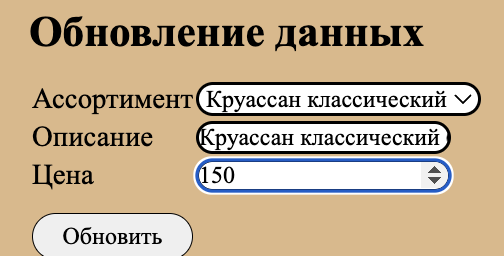 Обновление данных
Ассортимент Круассан классический
Описание Круассан классический
Цена 150
Обновить